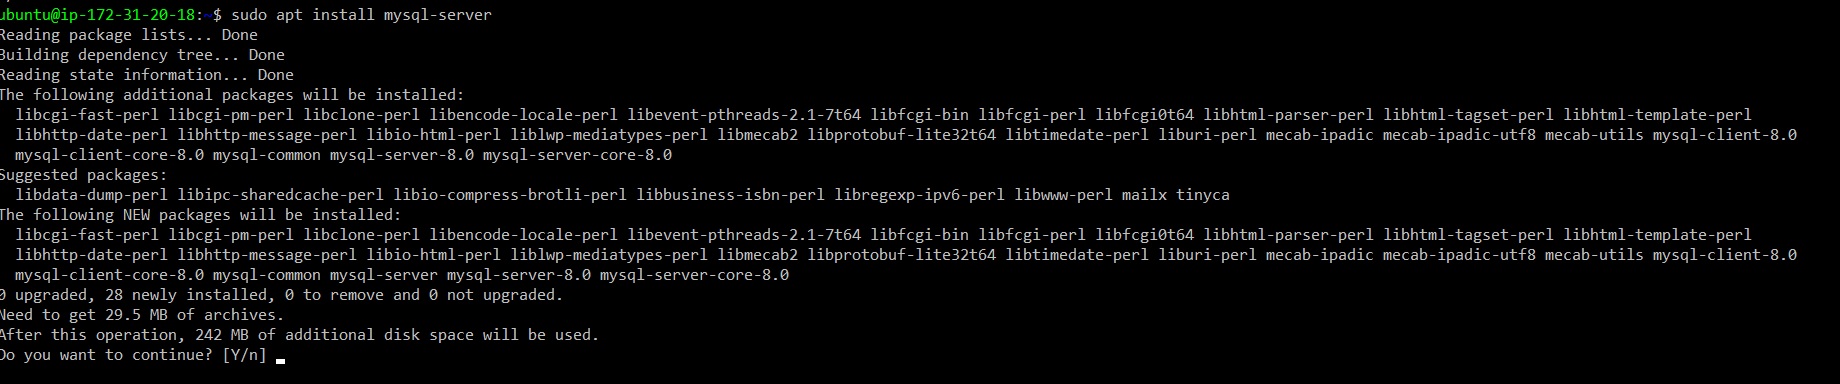 ubuntu@ip-172-31-20-18:~$ sudo apt install mysql-server
Reading package lists... Done
Building dependency tree... Done
Reading state information... Done
The following additional packages will be installed:
libcgi-fast-perl libcgi-pm-perl libclone-perl libencode-locale-perl libevent-pthreads-2.1-7t64 libfcgi-bin libfcgi-perl libfcgi0t64 libhtml-parser-perl libhtml-tagset-perl libhtml-template-perl
libhttp-date-perl libhttp-message-perl libio-html-perl liblwp-mediatypes-perl libmecab2 libprotobuf-lite32t64 libtimedate-perl liburi-perl mecab-ipadic mecab-ipadic-utf8 mecab-utils mysql-client-8.0
mysql-client-core-8.0 mysql-common mysql-server-8.0 mysql-server-core-8.0
Suggested packages:
libdata-dump-perl libipc-sharedcache-perl libio-compress-brotli-perl libbusiness-isbn-perl libregexp-ipv6-perl libwww-perl mailx tinyca
The following NEW packages will be installed:
libcgi-fast-perl libcgi-pm-perl libclone-perl libencode-locale-perl libevent-pthreads-2.1-7t64 libfcgi-bin libfcgi-perl libfcgi0t64 libhtml-parser-perl libhtml-tagset-perl libhtml-template-perl
libhttp-date-perl libhttp-message-perl libio-html-perl liblwp-mediatypes-perl libmecab2 libprotobuf-lite32t64 libtimedate-perl liburi-perl mecab-ipadic mecab-ipadic-utf8 mecab-utils mysql-client-8.0
mysql-client-core-8.0 mysql-common mysql-server mysql-server-8.0 mysql-server-core-8.0
0 upgraded, 28 newly installed, 0 to remove and 0 not upgraded.
Need to get 29.5 MB of archives.
After this operation, 242 MB of additional disk space will be used.
Do you want to continue? [Y/n]